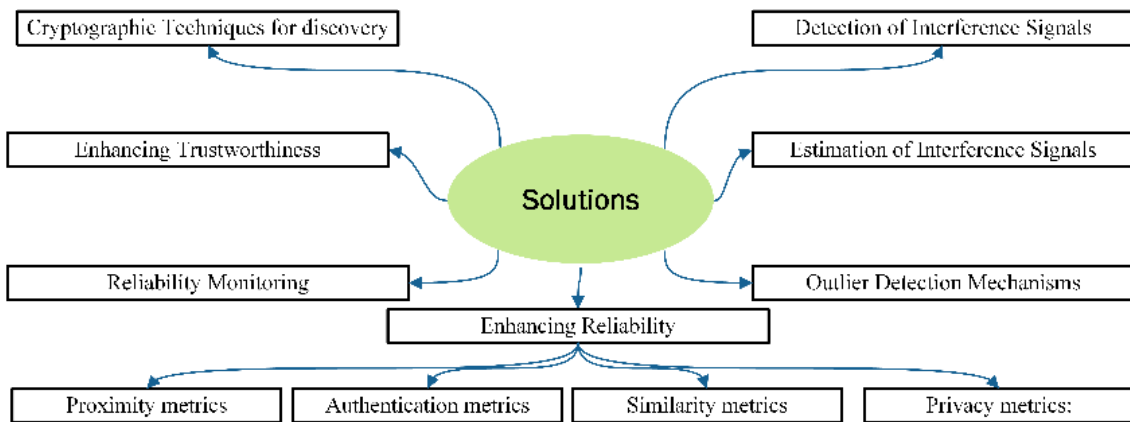 Cryptographic Techniques for discovery
Detection of Interference Signals
Enhancing Trustworthiness
Estimation of Interference Signals
Solutions
Reliability Monitoring
Outlier Detection Mechanisms
Enhancing Reliability
Proximity metrics
Authentication metrics
Similarity metrics
Privacy metrics: